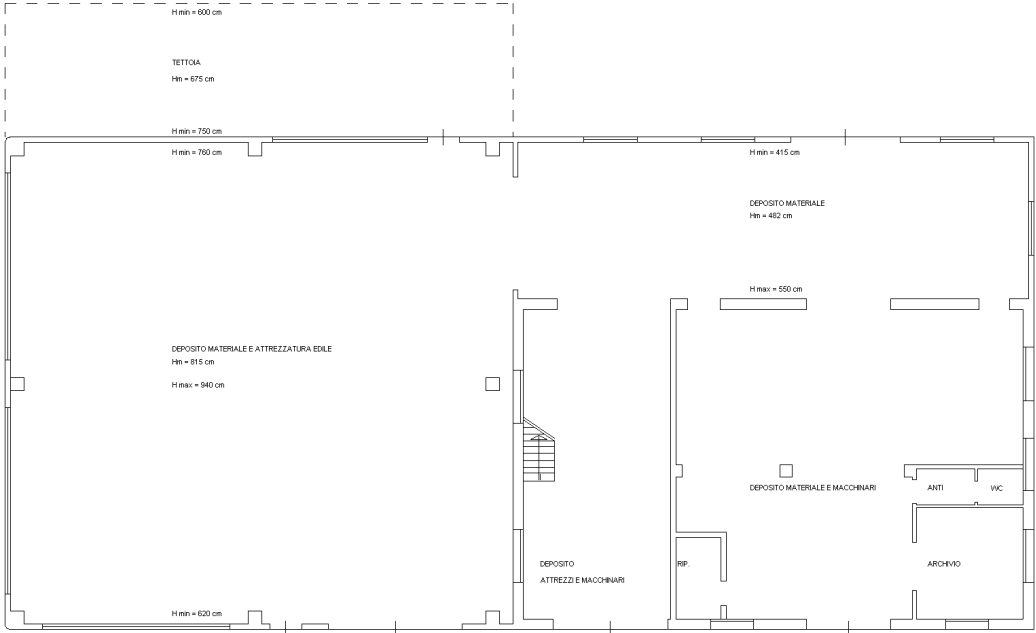 H min = 600 cm
TETTOIA
Hm = 675 cm
H min = 750 cm
H min = 760 cm
H min = 415 cm
DEPOSITO MATERIALE
Hm = 482 cm
H max = 550 cm
DEPOSITO MATERIALE E ATTREZZATURA EDILE
Hm = 815 cm
H max = 940 cm
DEPOSITO MATERIALE E MACCHINARI
ANTI
WC
DEPOSITO
ATTREZZI E MACCHINARI
RIP.
ARCHIVIO
H min = 620 cm